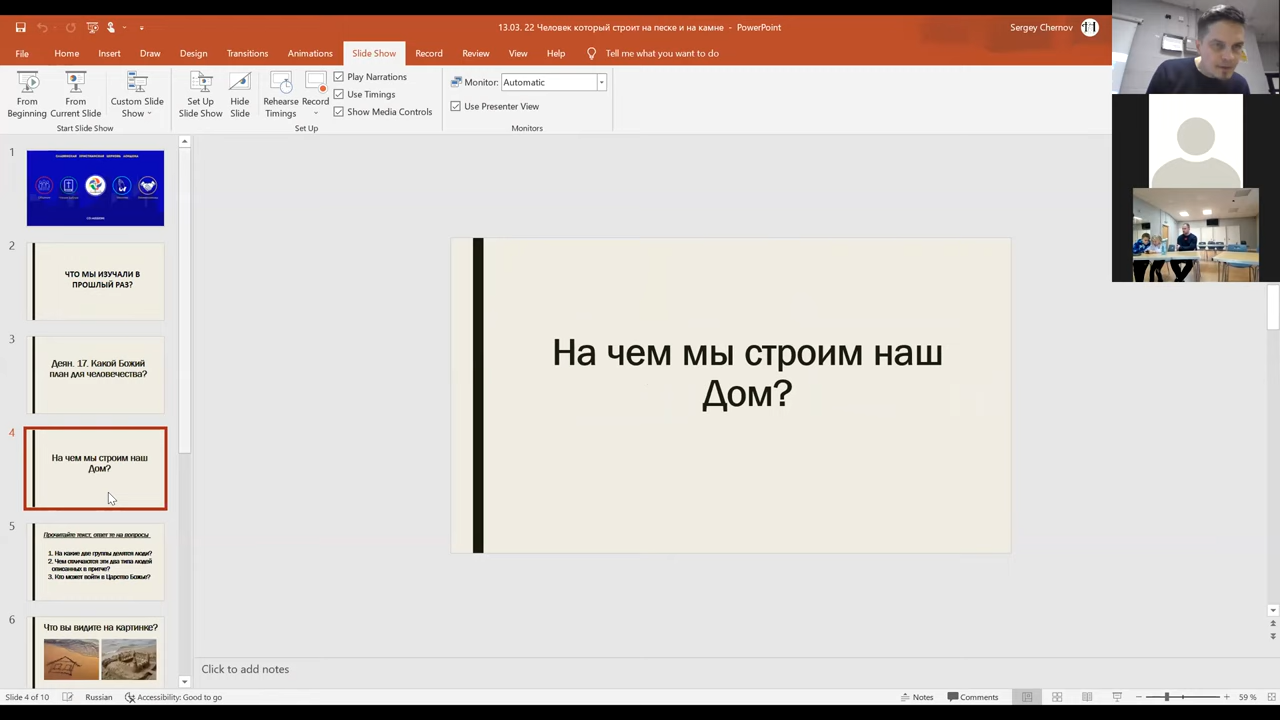 13.03. 22 Человек который строит на песке и на камне - PowerPoint
Sergey Chernov
File Home Insert Draw Design Transitions Animations Slide Show Record Review View Help Tell me what you want to do
From Beginning
From Current Slide
Custom Slide Show
Start Slide Show
Set Up Slide Show
Hide Slide
Rehearse Timings
Record
Play Narrations
Use Timings
Show Media Controls
Set Up
Monitor: Automatic
Use Presenter View
Monitors
1
2
ЧТО МЫ ИЗУЧАЛИ В
ПРОШЛЫЙ РАЗ?
3
Деян. 17. Какой Божий
план для человечества?
4
На чем мы строим наш
Дом?
5
Прочитайте текст, ответьте на вопросы
1. На какие две группы делятся люди?
2. Чем отличаются эти два типа людей
описанных в притче?
3. Кто может войти в Царство Божье?
6
Что вы видите на картинке?
На чем мы строим наш
Дом?
Click to add notes
Slide 4 of 10 Russian Accessibility: Good to go Notes Comments 59 %